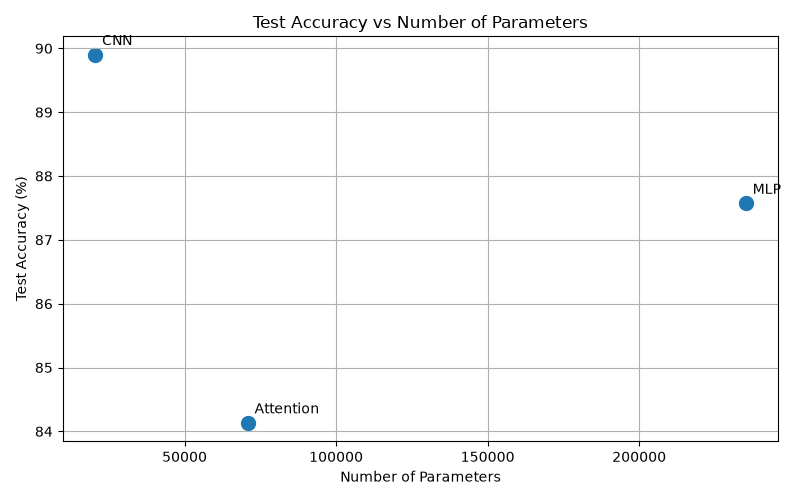 Test Accuracy vs Number of Parameters
CNN
90
89
88
MLP
87
86
85
Attention
84
50000 100000 150000 200000
Number of Parameters
Test Accuracy (%)